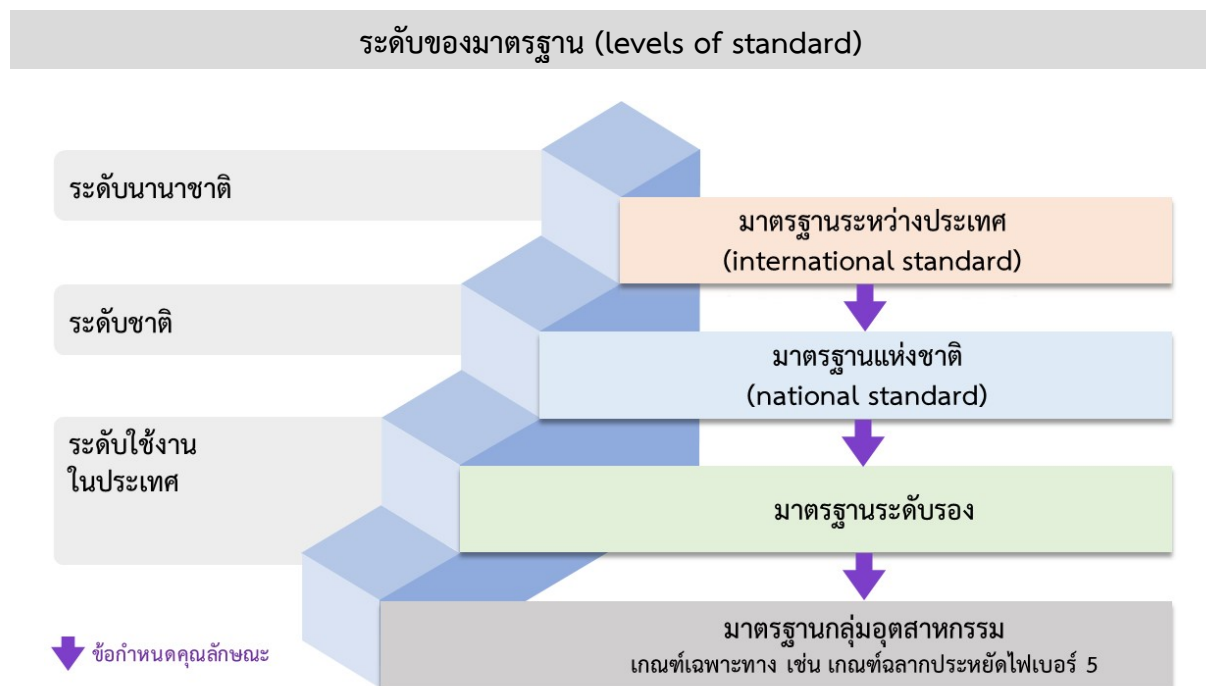 ระดับของมาตรฐาน (levels of standard)
ระดับนานาชาติ
มาตรฐานระหว่างประเทศ
(international standard)
ระดับชาติ
มาตรฐานแห่งชาติ
(national standard)
ระดับใช้งาน
ในประเทศ
มาตรฐานระดับรอง
มาตรฐานกลุ่มอุตสาหกรรม
เกณฑ์เฉพาะทาง เช่น เกณฑ์ฉลากประหยัดไฟเบอร์ 5
ข้อกำหนดคุณลักษณะ